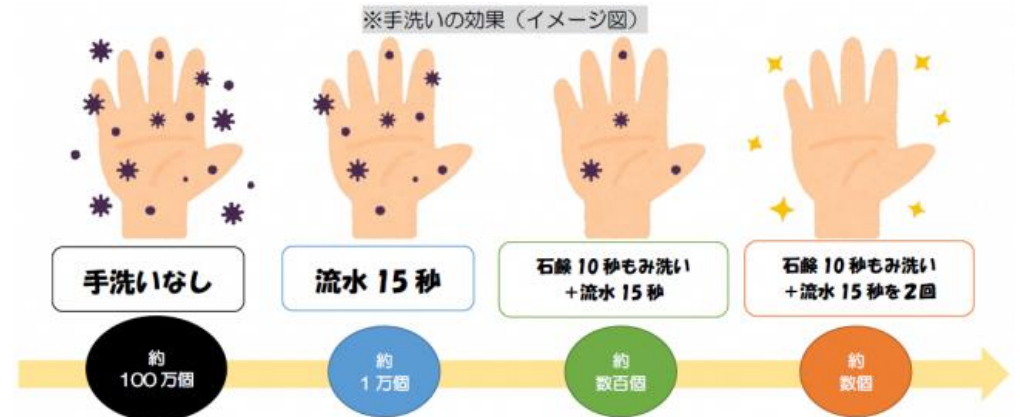 ※手洗いの効果（イメージ図）
手洗いなし
流水 15 秒
石鹸 10 秒もみ洗い
＋流水 15 秒
石鹸 10 秒もみ洗い
＋流水 15 秒を2回
約
100 万個
約
1 万個
約
数百個
約
数個